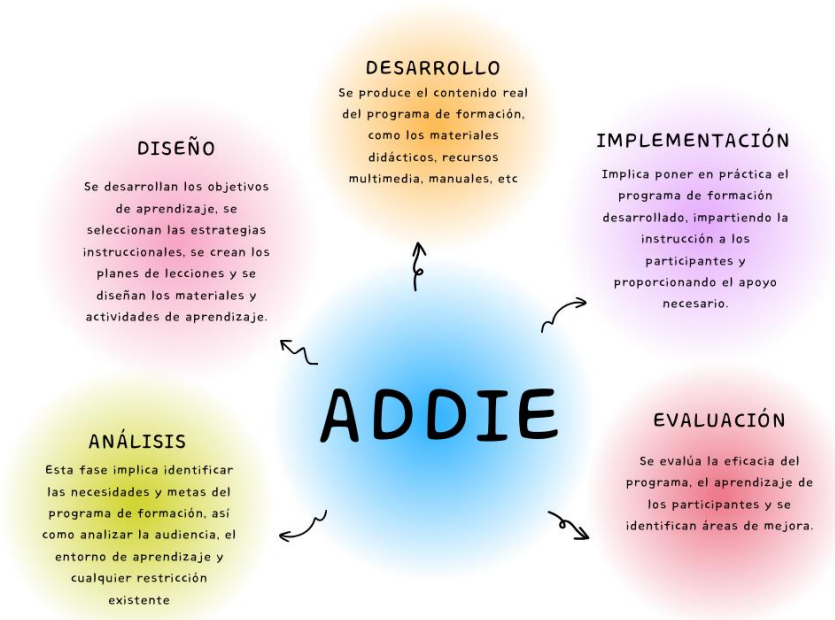 DESARROLLO
Se produce el contenido real
del programa de formación,
como los materiales
didácticos, recursos
multimedia, manuales, etc
DISEÑO
Se desarrollan los objetivos
de aprendizaje, se
seleccionan las estrategias
instruccionales, se crean los
planes de lecciones y se
diseñan los materiales y
actividades de aprendizaje.
IMPLEMENTACIÓN
Implica poner en práctica el
programa de formación
desarrollado, impartiendo la
instrucción a los
participantes y
proporcionando el apoyo
necesario.
ADDIE
ANÁLISIS
Esta fase implica identificar
las necesidades y metas del
programa de formación, así
como analizar la audiencia, el
entorno de aprendizaje y
cualquier restricción
existente
EVALUACIÓN
Se evalúa la eficacia del
programa, el aprendizaje de
los participantes y se
identifican áreas de mejora.